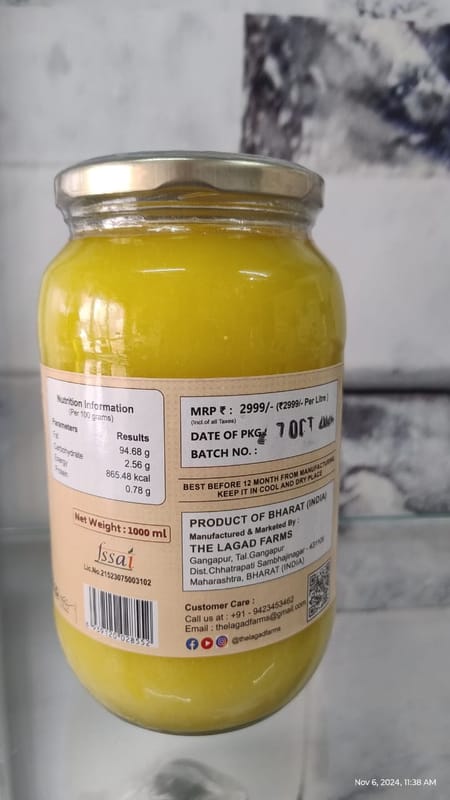 Nutrition Information
(Per 100 grams)
Parameters Results
Fat 94.68 g
Carbohydrate 2.56 g
Energy 865.48 kcal
Protein 0.78 g
Net Weight : 1000 ml
fssai
Lic.No.21523075003102
MRP ₹ : 2999/- (₹2999/- Per Litre)
(Incl.of all Taxes)
DATE OF PKG. 7 OCT
BATCH NO. :
BEST BEFORE 12 MONTH FROM MANUFACTURING
KEEP IT IN COOL AND DRY PLACE
PRODUCT OF BHARAT (INDIA)
Manufactured & Marketed By :
THE LAGAD FARMS
Gangapur, Tal.Gangapur
Dist.Chhatrapati Sambhajinagar - 431109
Maharashtra, BHARAT (INDIA)
Customer Care :
Call us at : +91 - 9423453462
Email : thelagadfarms@gmail.com
@thelagadfarms
Nov 6, 2024, 11:38 AM